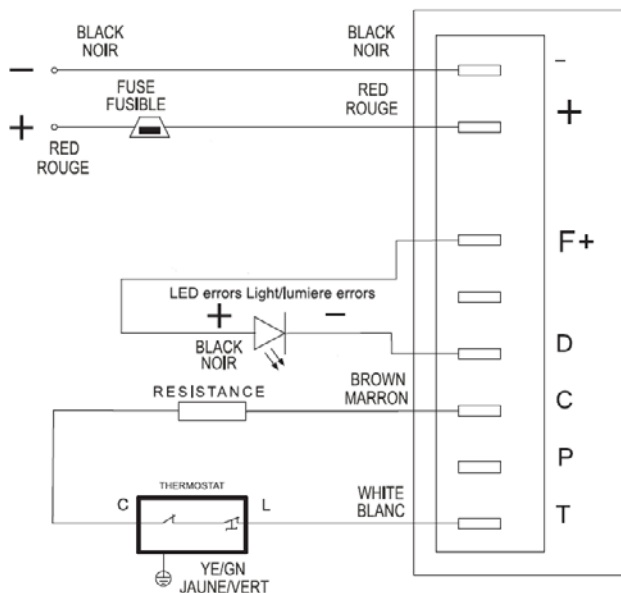 BLACK
NOIR
BLACK
NOIR
−
-
FUSE
FUSIBLE
RED
ROUGE
+
+
RED
ROUGE
F+
LED errors Light/lumiere errors
+
−
BLACK
NOIR
D
BROWN
MARRON
RESISTANCE
C
P
THERMOSTAT
C
L
WHITE
BLANC
T
YE/GN
JAUNE/VERT